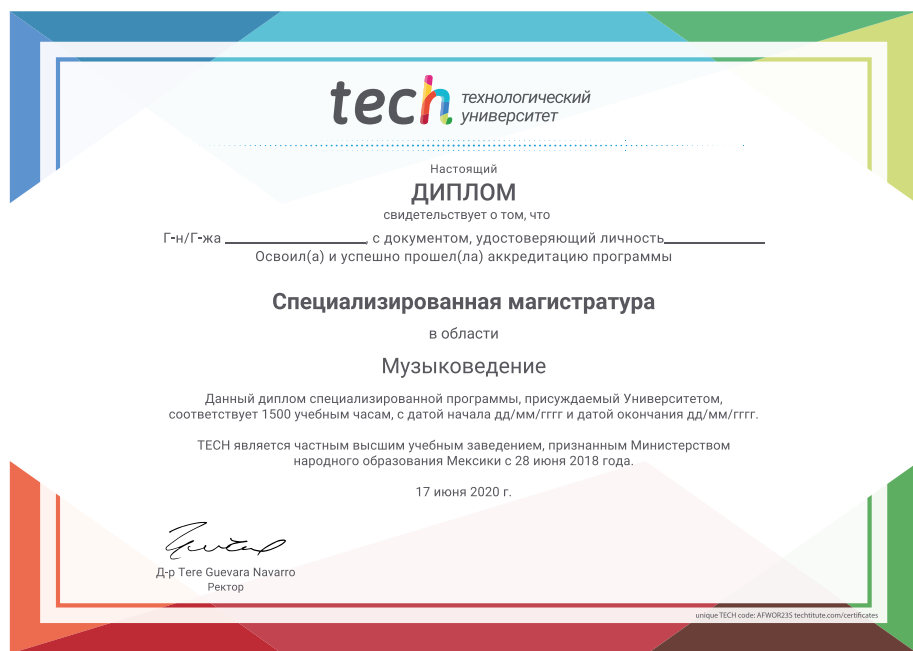 tech технологический
университет
Настоящий
ДИПЛОМ
свидетельствует о том, что
Г-н/Г-жа ____________, с документом, удостоверяющий личность____________
Освоил(а) и успешно прошел(ла) аккредитацию программы
Специализированная магистратура
в области
Музыковедение
Данный диплом специализированной программы, присуждаемый Университетом,
соответствует 1500 учебным часам, с датой начала дд/мм/гггг и датой окончания дд/мм/гггг.
TECH является частным высшим учебным заведением, признанным Министерством
народного образования Мексики с 28 июня 2018 года.
17 июня 2020 г.
Д-р Tere Guevara Navarro
Ректор
unique TECH code: AFWOR23S techtitute.com/certificates